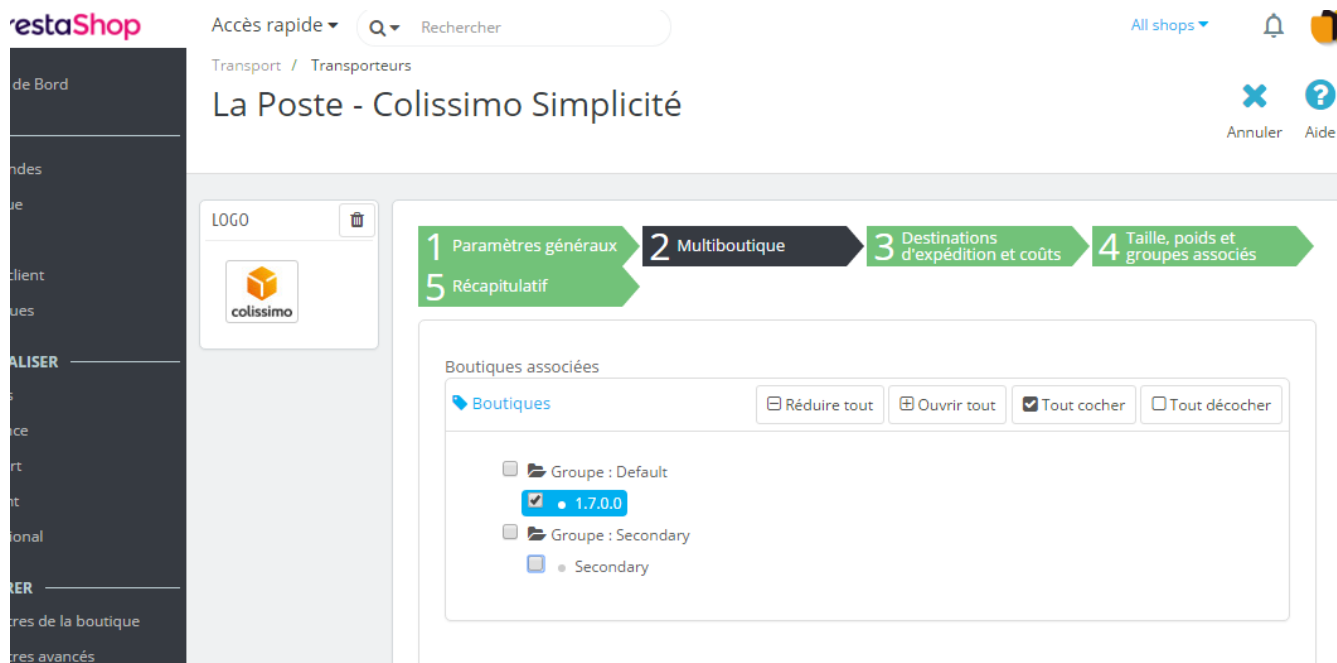 restaShop
Accès rapide
Rechercher
All shops
Transport / Transporteurs
de Bord
La Poste - Colissimo Simplicité
Annuler
Aide
ndes
ue
client
ques
ALISER
s
nce
rt
nt
ional
RER
tres de la boutique
tres avancés
LOGO
colissimo
1 Paramètres généraux
2 Multiboutique
3 Destinations
d'expédition et coûts
4 Taille, poids et
groupes associés
5 Récapitulatif
Boutiques associées
Boutiques
Réduire tout
Ouvrir tout
Tout cocher
Tout décocher
Groupe : Default
1.7.0.0
Groupe : Secondary
Secondary